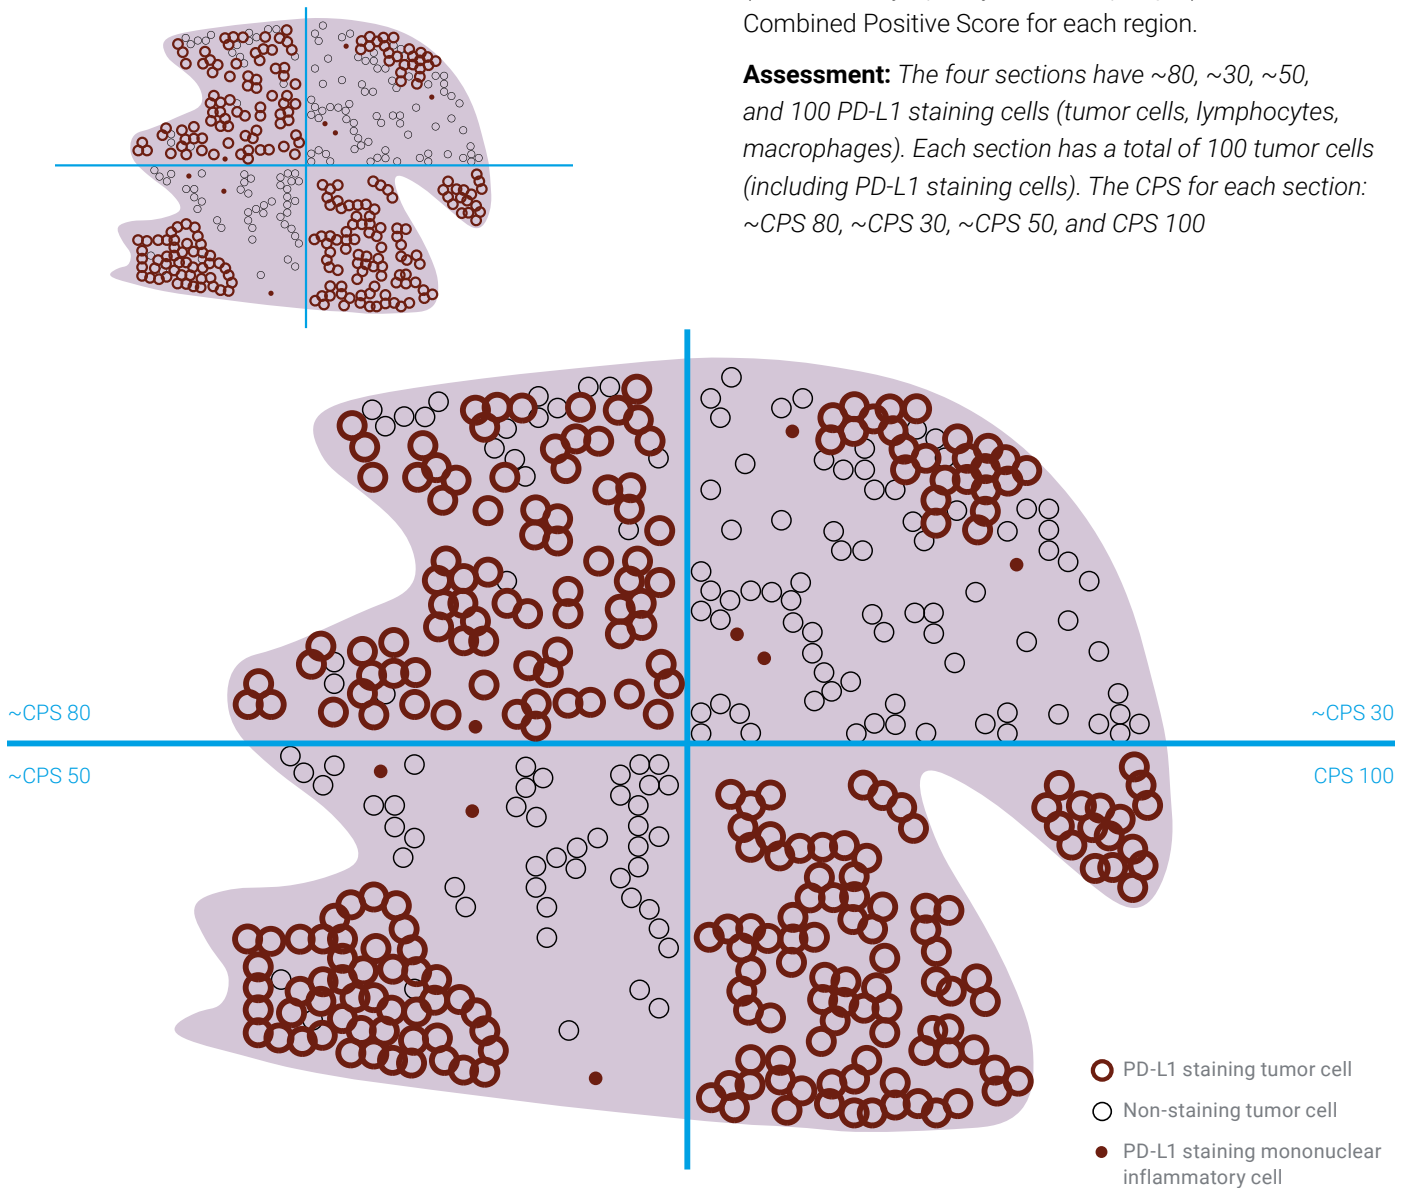 Combined Positive Score for each region.
Assessment: The four sections have ~80, ~30, ~50,
and 100 PD-L1 staining cells (tumor cells, lymphocytes,
macrophages). Each section has a total of 100 tumor cells
(including PD-L1 staining cells). The CPS for each section:
~CPS 80, ~CPS 30, ~CPS 50, and CPS 100
~CPS 80
~CPS 30
~CPS 50
CPS 100
PD-L1 staining tumor cell
Non-staining tumor cell
PD-L1 staining mononuclear
inflammatory cell